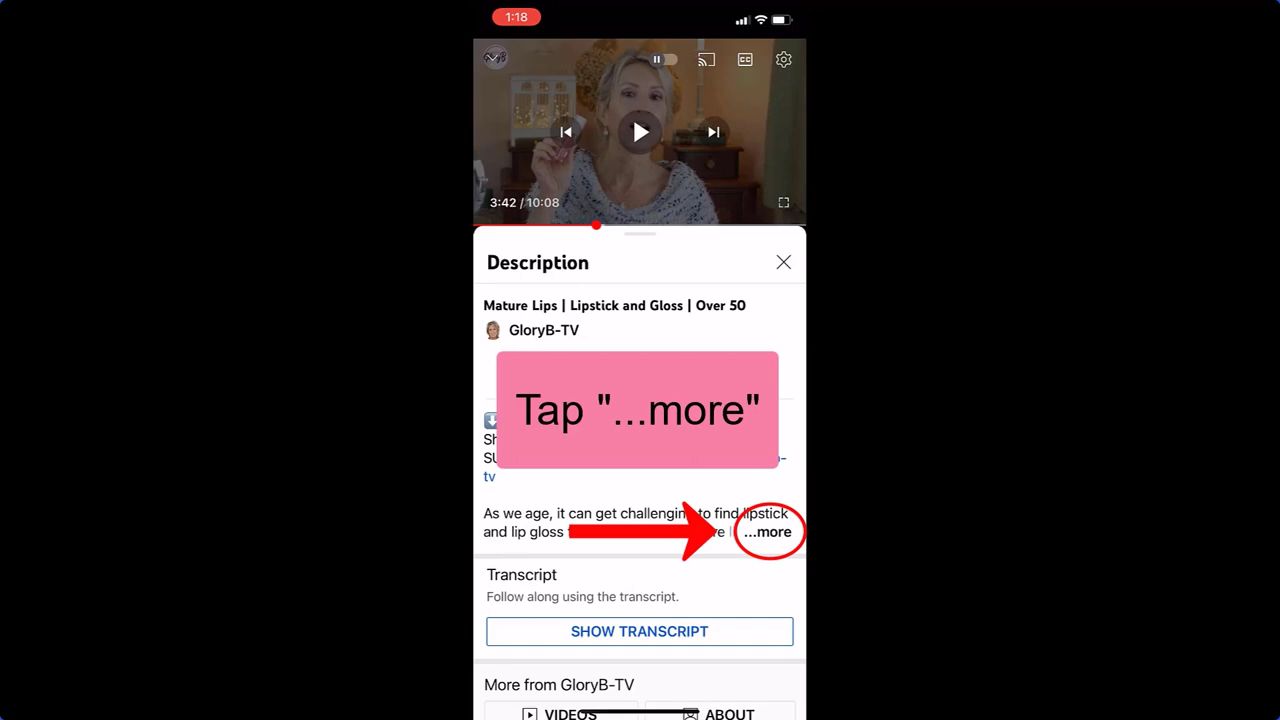 1:18
CC
3:42 / 10:08
Description
Mature Lips | Lipstick and Gloss | Over 50
GloryB-TV
Tap "...more"
tv
As we age, it can get challenging to find lipstick
and lip gloss ...more
Transcript
Follow along using the transcript.
SHOW TRANSCRIPT
More from GloryB-TV
VIDEOS ABOUT